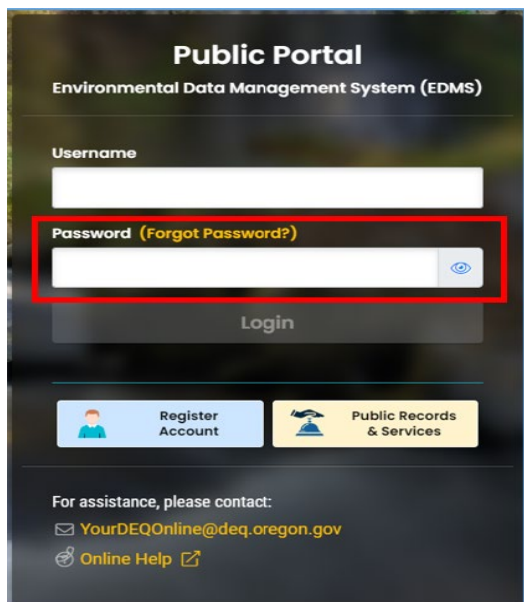 Public Portal
Environmental Data Management System (EDMS)
Username
Password (Forgot Password?)
Login
Register
Account
Public Records
& Services
For assistance, please contact:
YourDEQOnline@deq.oregon.gov
Online Help